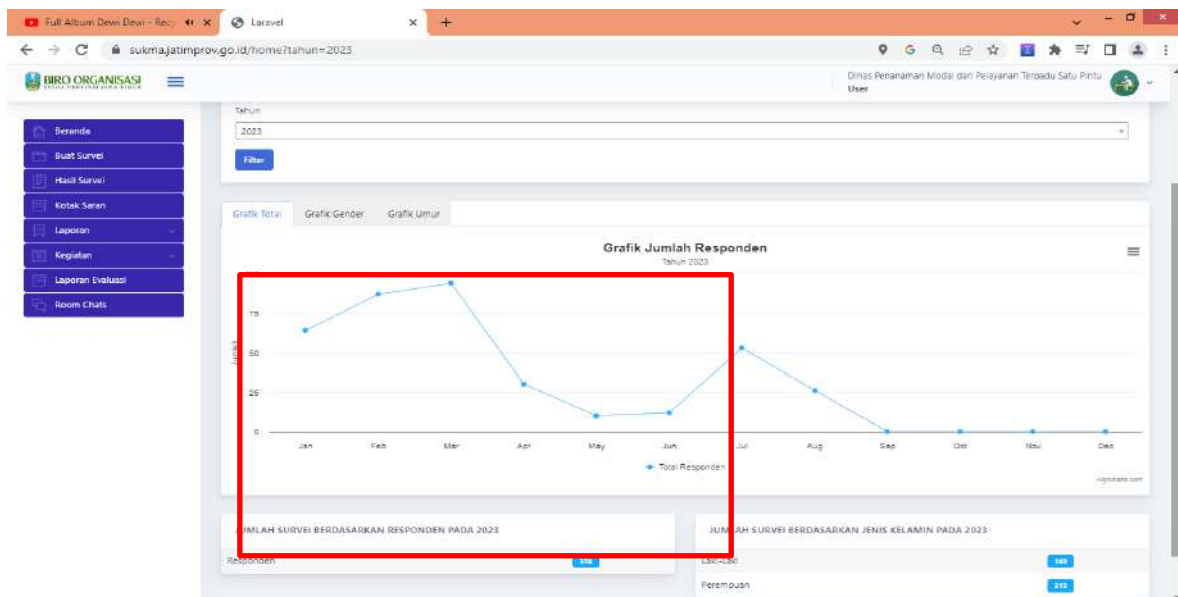 Full Album Dewi Dewi - Rec
Laravel
sukma.jatimprov.go.id/home?tahun=2023
BIRO ORGANISASI
Dinas Penanaman Modal dan Pelayanan Terpadu Satu Pintu
User
Beranda
Buat Survei
Hasil Survei
Kotak Saran
Laporan
Kegiatan
Laporan Evaluasi
Room Chats
Tahun
2023
Filter
Grafik Total
Grafik Gender
Grafik Umur
Grafik Jumlah Responden
Tahun 2023
Jumlah
75
50
25
0
Jan Feb Mar Apr May Jun Jul Aug Sep Oct Nov Dec
Total Responden
JUMLAH SURVEI BERDASARKAN RESPONDEN PADA 2023
Responden
JUMLAH SURVEI BERDASARKAN JENIS KELAMIN PADA 2023
Laki-Laki
Perempuan
213